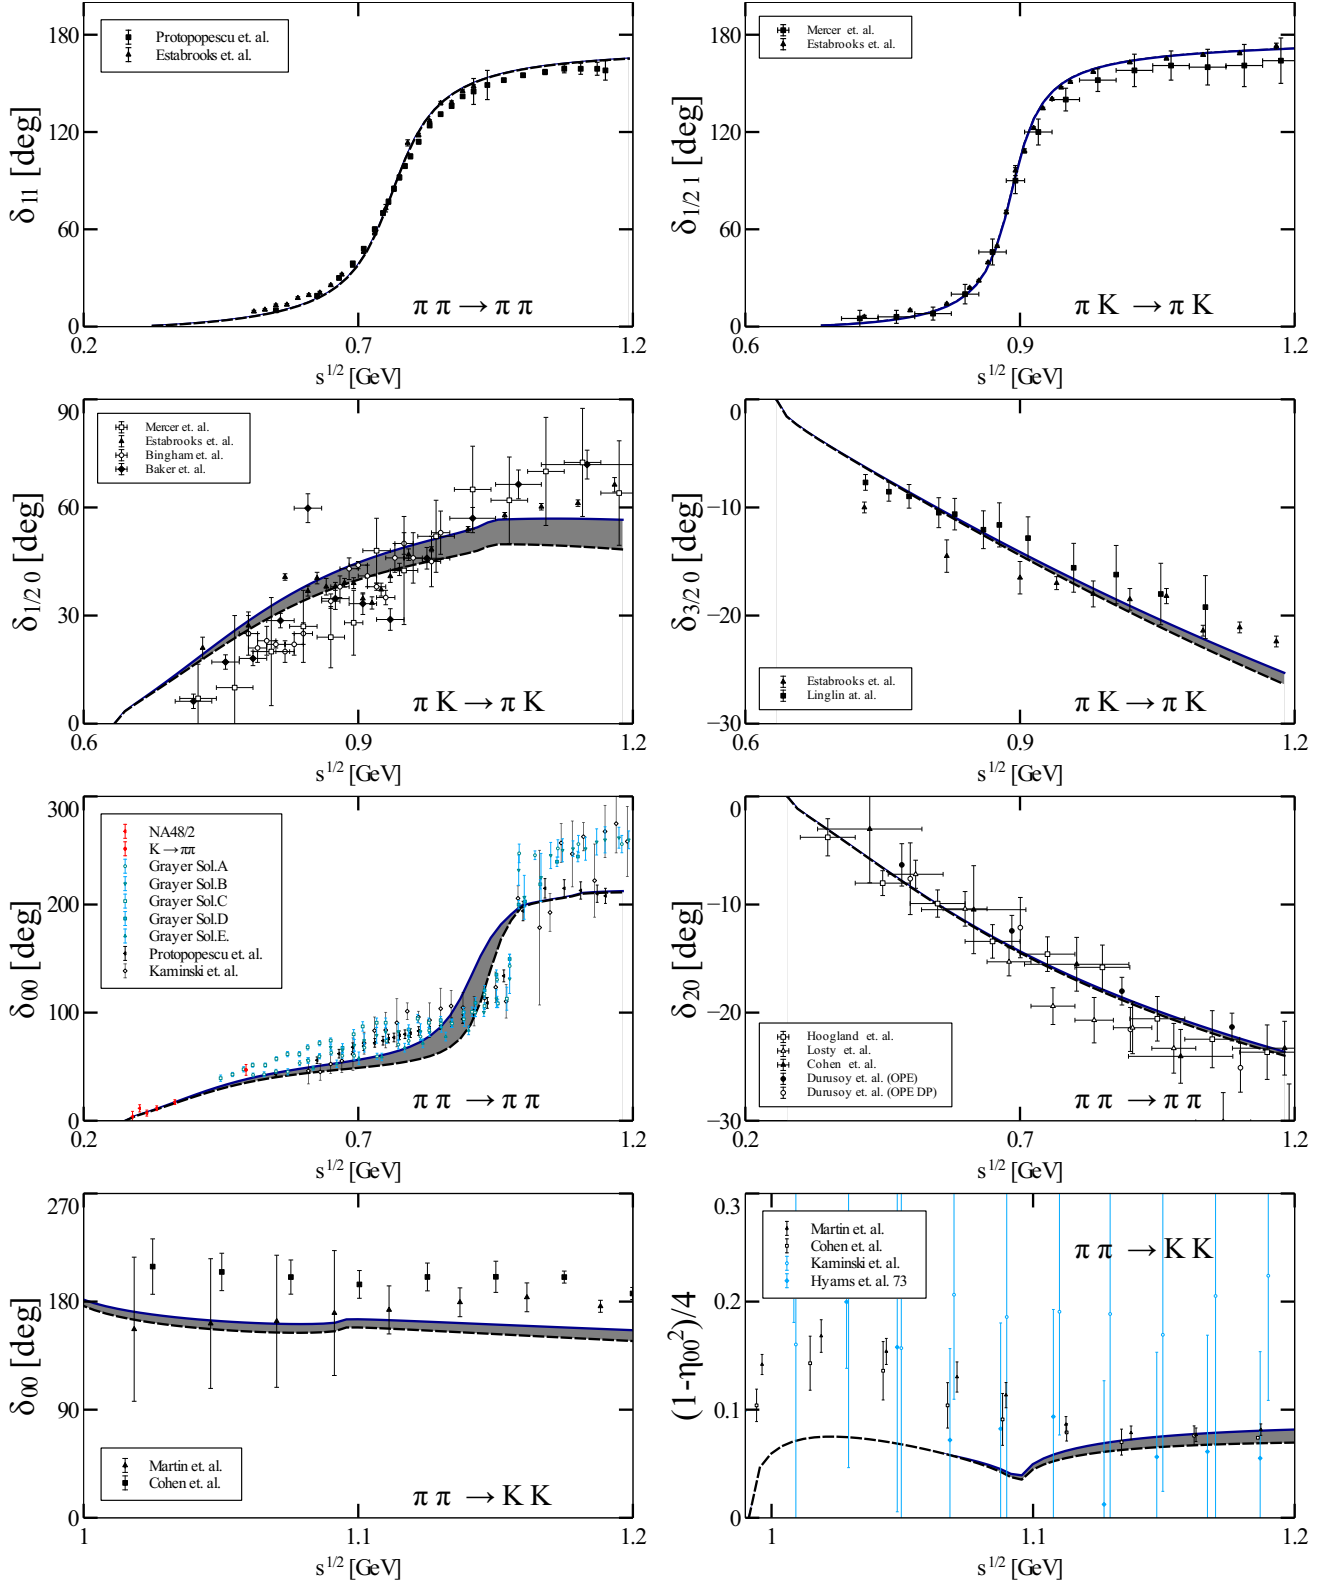 180
120
60
0
δ11 [deg]
Protopopescu et. al.
Estabrooks et. al.
π π → π π
0.2
0.7
1.2
s^1/2 [GeV]
180
120
60
0
δ1/2 1 [deg]
Mercer et. al.
Estabrooks et. al.
π K → π K
0.6
0.9
1.2
s^1/2 [GeV]
90
60
30
0
δ1/2 0 [deg]
Mercer et. al.
Estabrooks et. al.
Bingham et. al.
Baker et. al.
π K → π K
0.6
0.9
1.2
s^1/2 [GeV]
0
−10
−20
−30
δ3/2 0 [deg]
Estabrooks et. al.
Linglin at. al.
π K → π K
0.6
0.9
1.2
s^1/2 [GeV]
300
200
100
0
δ00 [deg]
NA48/2
K → ππ
Grayer Sol.A
Grayer Sol.B
Grayer Sol.C
Grayer Sol.D
Grayer Sol.E.
Protopopescu et. al.
Kaminski et. al.
π π → π π
0.2
0.7
1.2
s^1/2 [GeV]
0
−10
−20
−30
δ20 [deg]
Hoogland et. al.
Losty et. al.
Cohen et. al.
Durusoy et. al. (OPE)
Durusoy et. al. (OPE DP)
π π → π π
0.2
0.7
1.2
s^1/2 [GeV]
270
180
90
0
δ00 [deg]
Martin et. al.
Cohen et. al.
π π → K K
1
1.1
1.2
s^1/2 [GeV]
0.3
0.2
0.1
0
(1-η00^2)/4
Martin et. al.
Cohen et. al.
Kaminski et. al.
Hyams et. al. 73
π π → K K
1
1.1
1.2
s^1/2 [GeV]